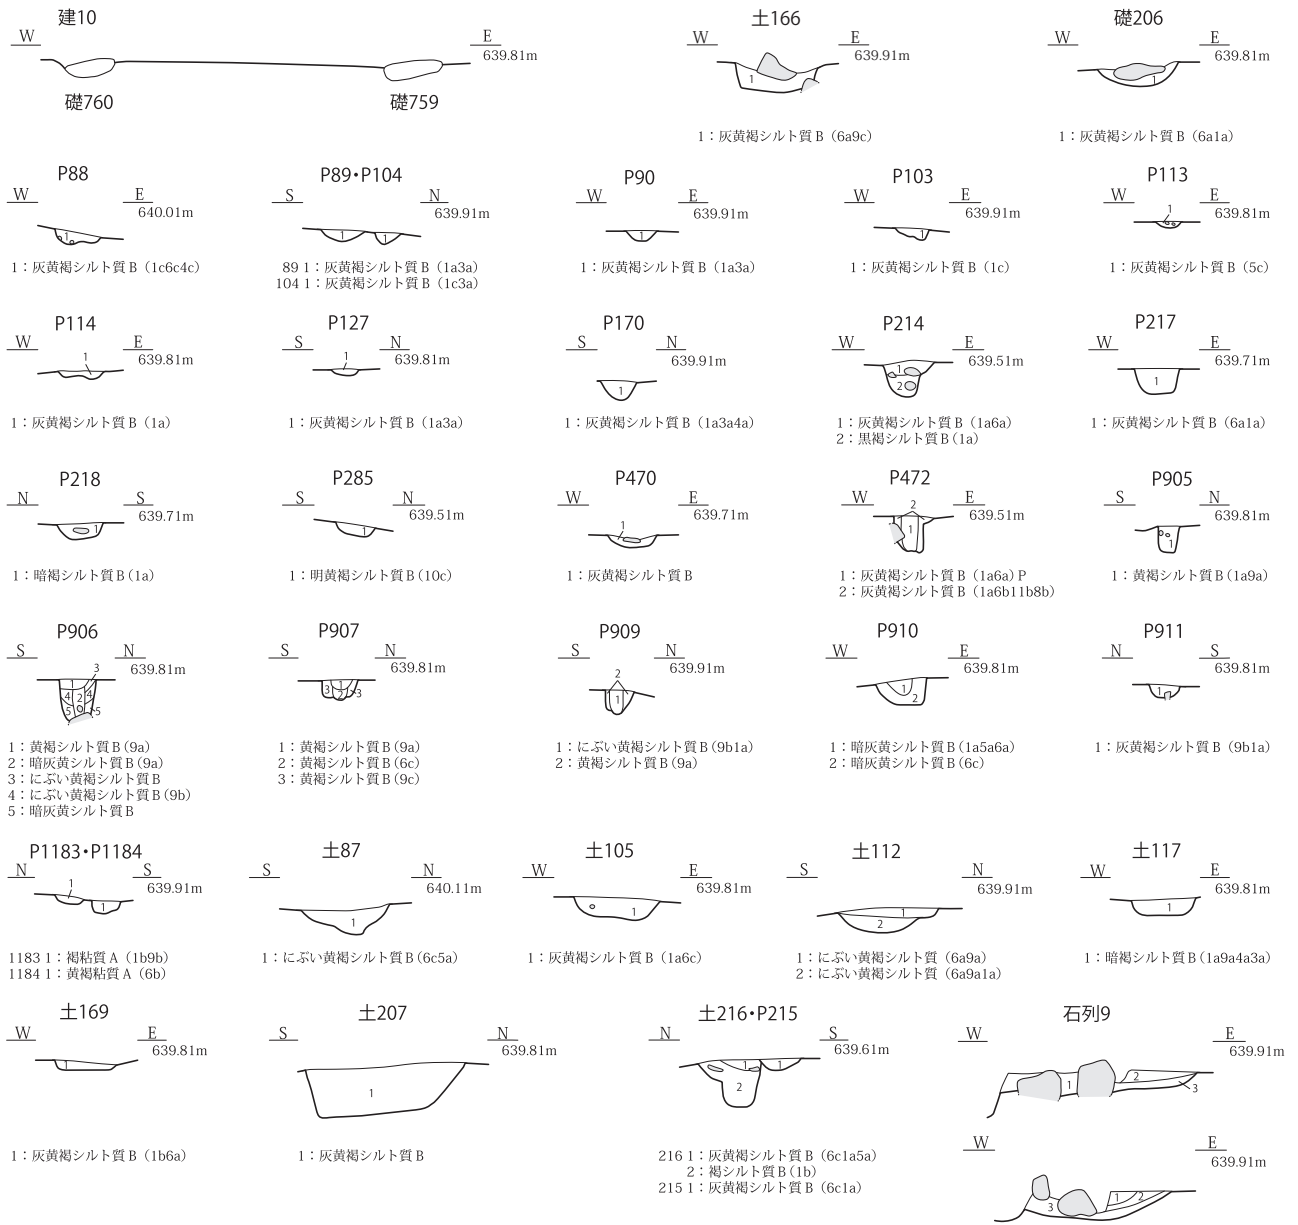 建10
W E
639.81m
礎760 礎759
土166
W E
639.91m
1
1：灰黄褐シルト質B（6a9c）
礎206
W E
639.81m
1
1：灰黄褐シルト質B（6a1a）
P88
W E
640.01m
1
1：灰黄褐シルト質B（1c6c4c）
P89・P104
S N
639.91m
1 1
89 1：灰黄褐シルト質B（1a3a）
104 1：灰黄褐シルト質B（1c3a）
P90
W E
639.91m
1
1：灰黄褐シルト質B（1a3a）
P103
W E
639.91m
1
1：灰黄褐シルト質B（1c）
P113
W E
639.81m
1
1：灰黄褐シルト質B（5c）
P114
W E
639.81m
1
1：灰黄褐シルト質B（1a）
P127
S N
639.81m
1
1：灰黄褐シルト質B（1a3a）
P170
S N
639.91m
1
1：灰黄褐シルト質B（1a3a4a）
P214
W E
639.51m
1
2
1：灰黄褐シルト質B（1a6a）
2：黒褐シルト質B（1a）
P217
W E
639.71m
1
1：灰黄褐シルト質B（6a1a）
P218
N S
639.71m
1
1：暗褐シルト質B（1a）
P285
S N
639.51m
1
1：明黄褐シルト質B（10c）
P470
W E
639.71m
1
1：灰黄褐シルト質B
P472
W E
639.51m
2
1
1：灰黄褐シルト質B（1a6a）P
2：灰黄褐シルト質B（1a6b11b8b）
P905
S N
639.81m
1
1：黄褐シルト質B（1a9a）
P906
S N
639.81m
3
1
4 2 4
5 5
1：黄褐シルト質B（9a）
2：暗灰黄シルト質B（9a）
3：にぶい黄褐シルト質B
4：にぶい黄褐シルト質B（9b）
5：暗灰黄シルト質B
P907
S N
639.81m
1
3 2 3
1：黄褐シルト質B（9a）
2：黄褐シルト質B（6c）
3：黄褐シルト質B（9c）
P909
S N
639.91m
2
1
1：にぶい黄褐シルト質B（9b1a）
2：黄褐シルト質B（9a）
P910
W E
639.81m
1
2
1：暗灰黄シルト質B（1a5a6a）
2：暗灰黄シルト質B（6c）
P911
N S
639.81m
1
1：灰黄褐シルト質B（9b1a）
P1183・P1184
N S
639.91m
1
1
1183 1：褐粘質A（1b9b）
1184 1：黄褐粘質A（6b）
土87
S N
640.11m
1
1：にぶい黄褐シルト質B（6c5a）
土105
W E
639.81m
1
1：灰黄褐シルト質B（1a6c）
土112
S N
639.91m
1
2
1：にぶい黄褐シルト質（6a9a）
2：にぶい黄褐シルト質（6a9a1a）
土117
W E
639.81m
1
1：暗褐シルト質B（1a9a4a3a）
土169
W E
639.81m
1
1：灰黄褐シルト質B（1b6a）
土207
S N
639.81m
1
1：灰黄褐シルト質B
土216・P215
N S
639.61m
1 1
2
216 1：灰黄褐シルト質B（6c1a5a）
2：褐シルト質B（1b）
215 1：灰黄褐シルト質B（6c1a）
石列9
W E
639.91m
1 2
3
W E
639.91m
3 1 2